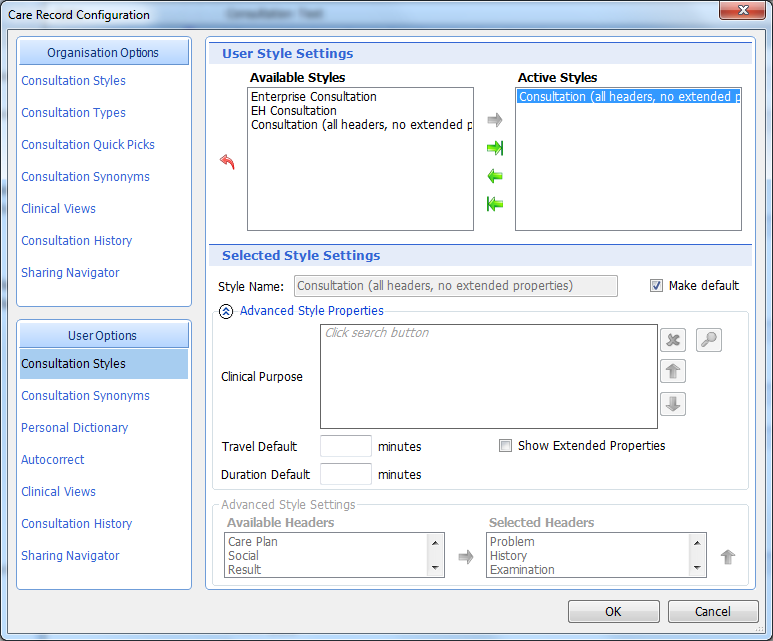 Care Record Configuration
Organisation Options
Consultation Styles
Consultation Types
Consultation Quick Picks
Consultation Synonyms
Clinical Views
Consultation History
Sharing Navigator
User Options
Consultation Styles
Consultation Synonyms
Personal Dictionary
Autocorrect
Clinical Views
Consultation History
Sharing Navigator
User Style Settings
Available Styles
Enterprise Consultation
EH Consultation
Consultation (all headers, no extended p
Active Styles
Consultation (all headers, no extended p
Selected Style Settings
Style Name: Consultation (all headers, no extended properties) Make default
Advanced Style Properties
Clinical Purpose
Click search button
Travel Default minutes Show Extended Properties
Duration Default minutes
Advanced Style Settings
Available Headers
Care Plan
Social
Result
Selected Headers
Problem
History
Examination
OK Cancel